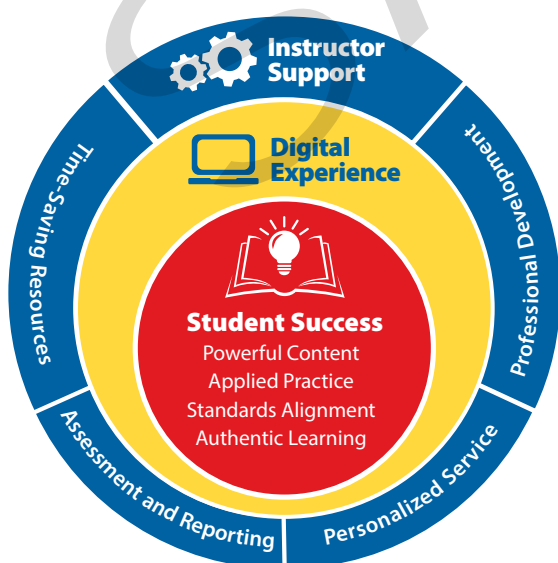 Instructor
Support
Digital
Experience
Student Success
Powerful Content
Applied Practice
Standards Alignment
Authentic Learning
Time-Saving Resources
Professional Development
Assessment and Reporting
Personalized Service